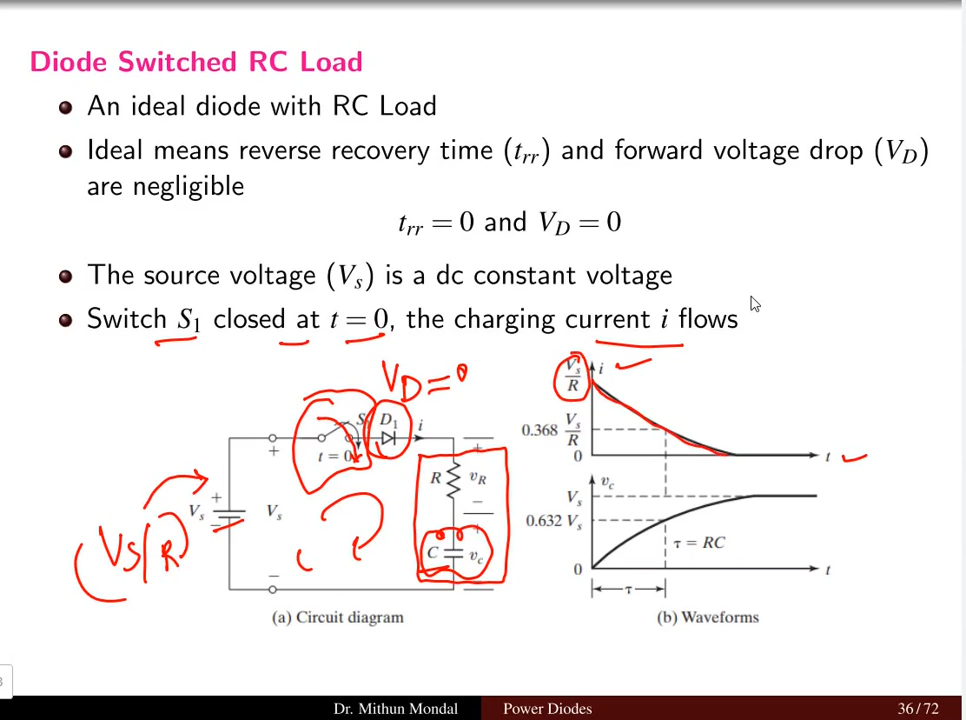 Diode Switched RC Load
An ideal diode with RC Load
Ideal means reverse recovery time (t_rr) and forward voltage drop (V_D)
are negligible
t_rr = 0 and V_D = 0
The source voltage (V_s) is a dc constant voltage
Switch S_1 closed at t = 0, the charging current i flows
V_D = 0
S
D_1
i
+
t = 0
R
v_R
+
−
V_s
−
V_s
+
C
v_c
−
Vs/R
(a) Circuit diagram
V_s/R
i
0.368 V_s/R
0
t
v_c
V_s
0.632 V_s
τ = RC
0
t
τ
(b) Waveforms
3
Dr. Mithun Mondal
Power Diodes
36 / 72